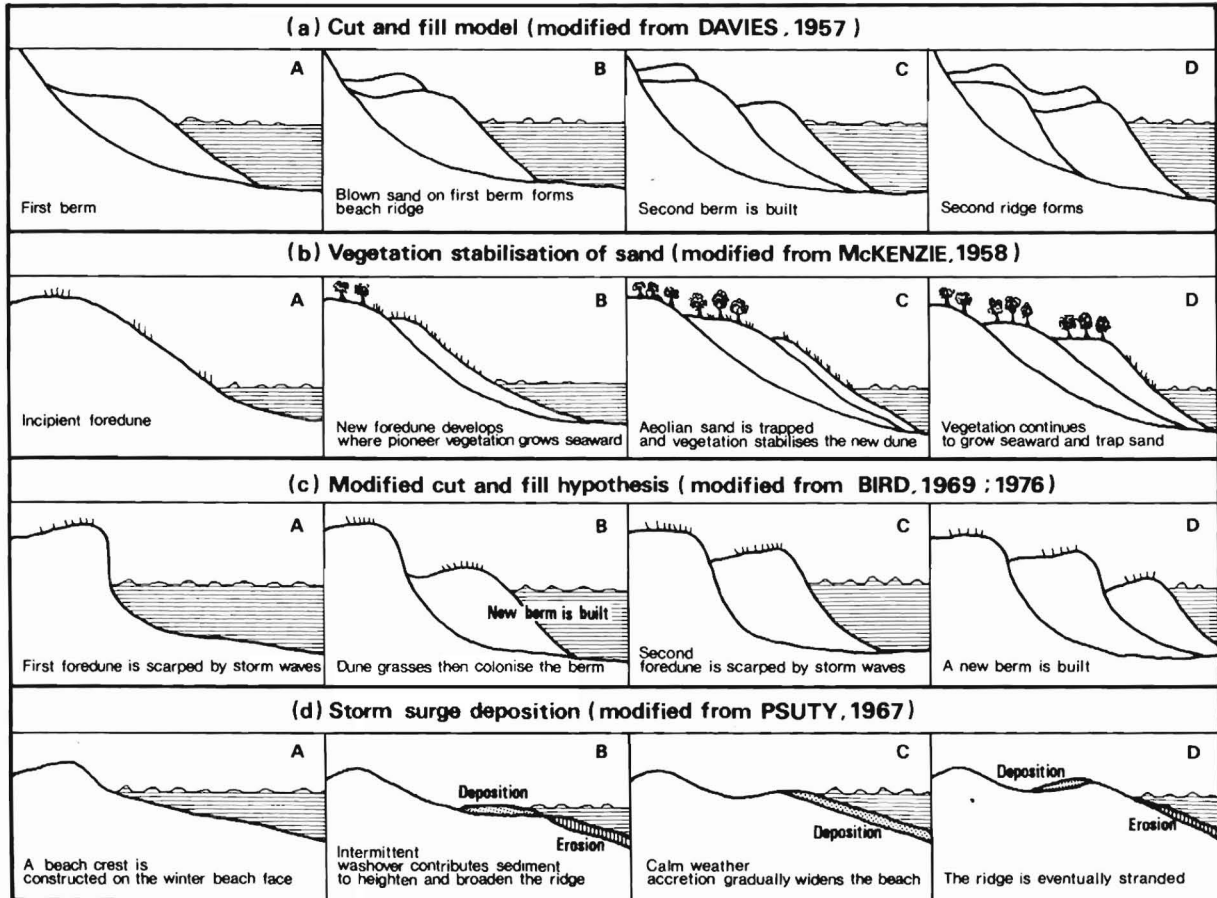 (a) Cut and fill model (modified from DAVIES, 1957)
A
First berm
B
Blown sand on first berm forms
beach ridge
C
Second berm is built
D
Second ridge forms
(b) Vegetation stabilisation of sand (modified from McKENZIE, 1958)
A
Incipient foredune
B
New foredune develops
where pioneer vegetation grows seaward
C
Aeolian sand is trapped
and vegetation stabilises the new dune
D
Vegetation continues
to grow seaward and trap sand
(c) Modified cut and fill hypothesis (modified from BIRD, 1969 ; 1976)
A
First foredune is scarped by storm waves
B
New berm is built
Dune grasses then colonise the berm
C
Second
foredune is scarped by storm waves
D
A new berm is built
(d) Storm surge deposition (modified from PSUTY, 1967)
A
A beach crest is
constructed on the winter beach face
B
Deposition
Erosion
Intermittent
washover contributes sediment
to heighten and broaden the ridge
C
Deposition
Calm weather
accretion gradually widens the beach
D
Deposition
Erosion
The ridge is eventually stranded